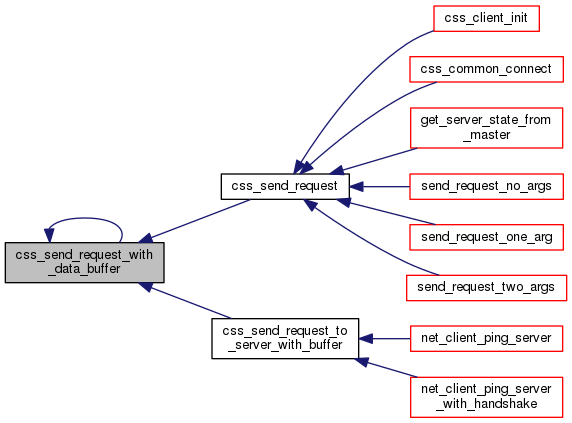 css_client_init
css_common_connect
get_server_state_from
_master
css_send_request
send_request_no_args
send_request_one_arg
css_send_request_with
_data_buffer
send_request_two_args
css_send_request_to
_server_with_buffer
net_client_ping_server
net_client_ping_server
_with_handshake